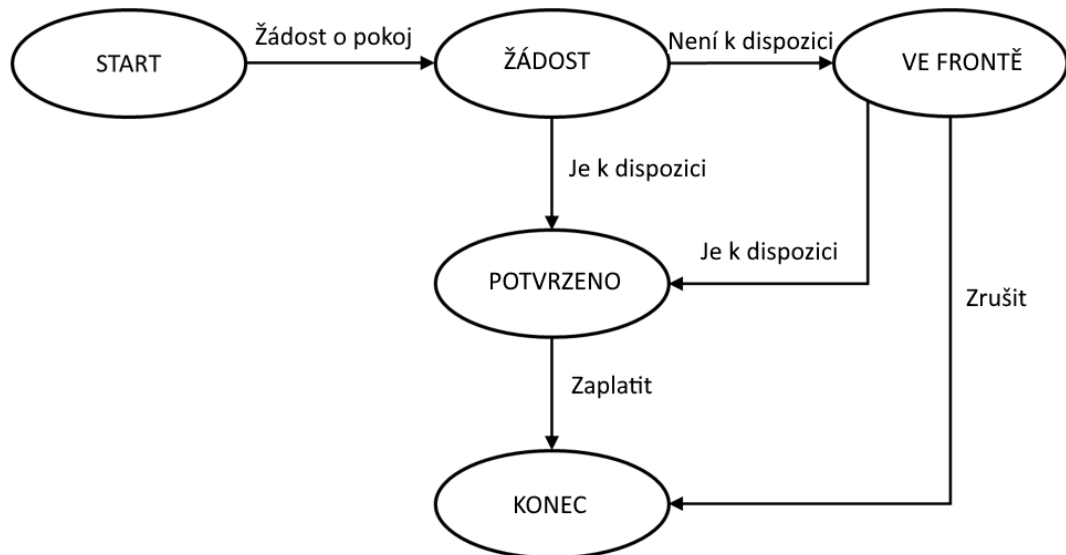 Žádost o pokoj
Není k dispozici
START
ŽÁDOST
VE FRONTĚ
Je k dispozici
Je k dispozici
POTVRZENO
Zrušit
Zaplatit
KONEC